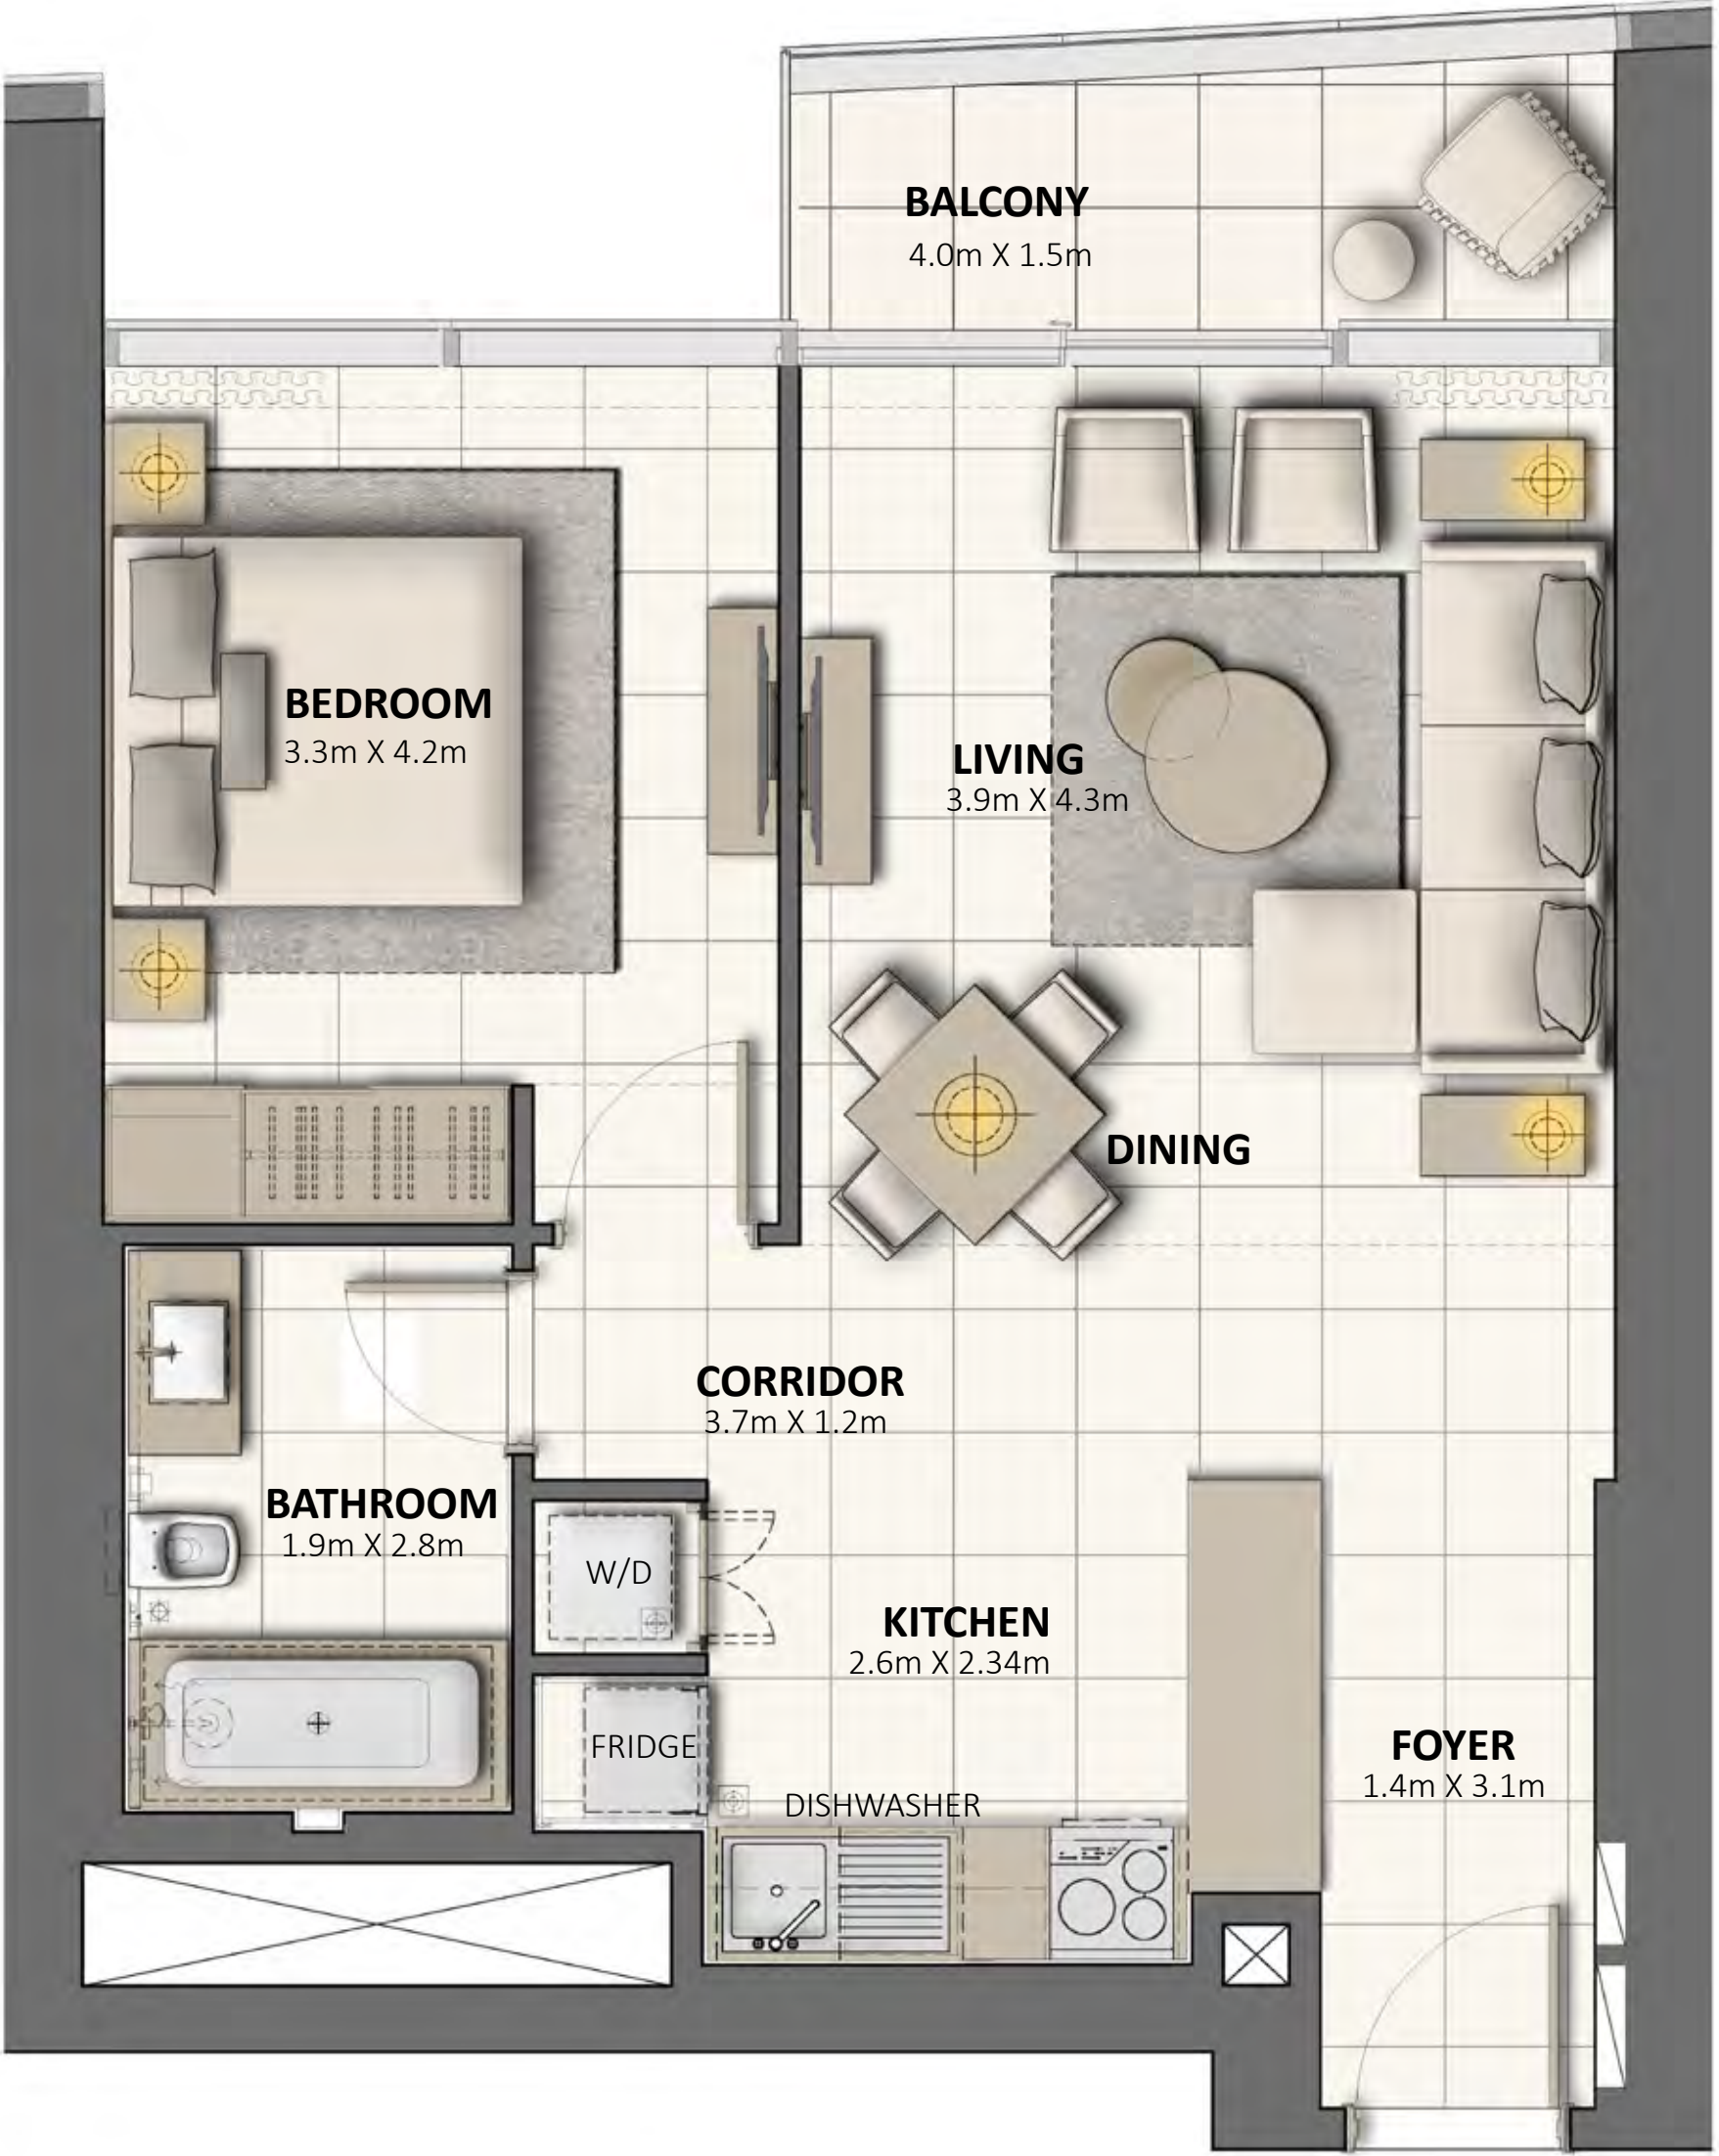 BALCONY
4.0m X 1.5m
BEDROOM
3.3m X 4.2m
LIVING
3.9m X 4.3m
DINING
CORRIDOR
3.7m X 1.2m
BATHROOM
1.9m X 2.8m
W/D
KITCHEN
2.6m X 2.34m
FRIDGE
DISHWASHER
FOYER
1.4m X 3.1m